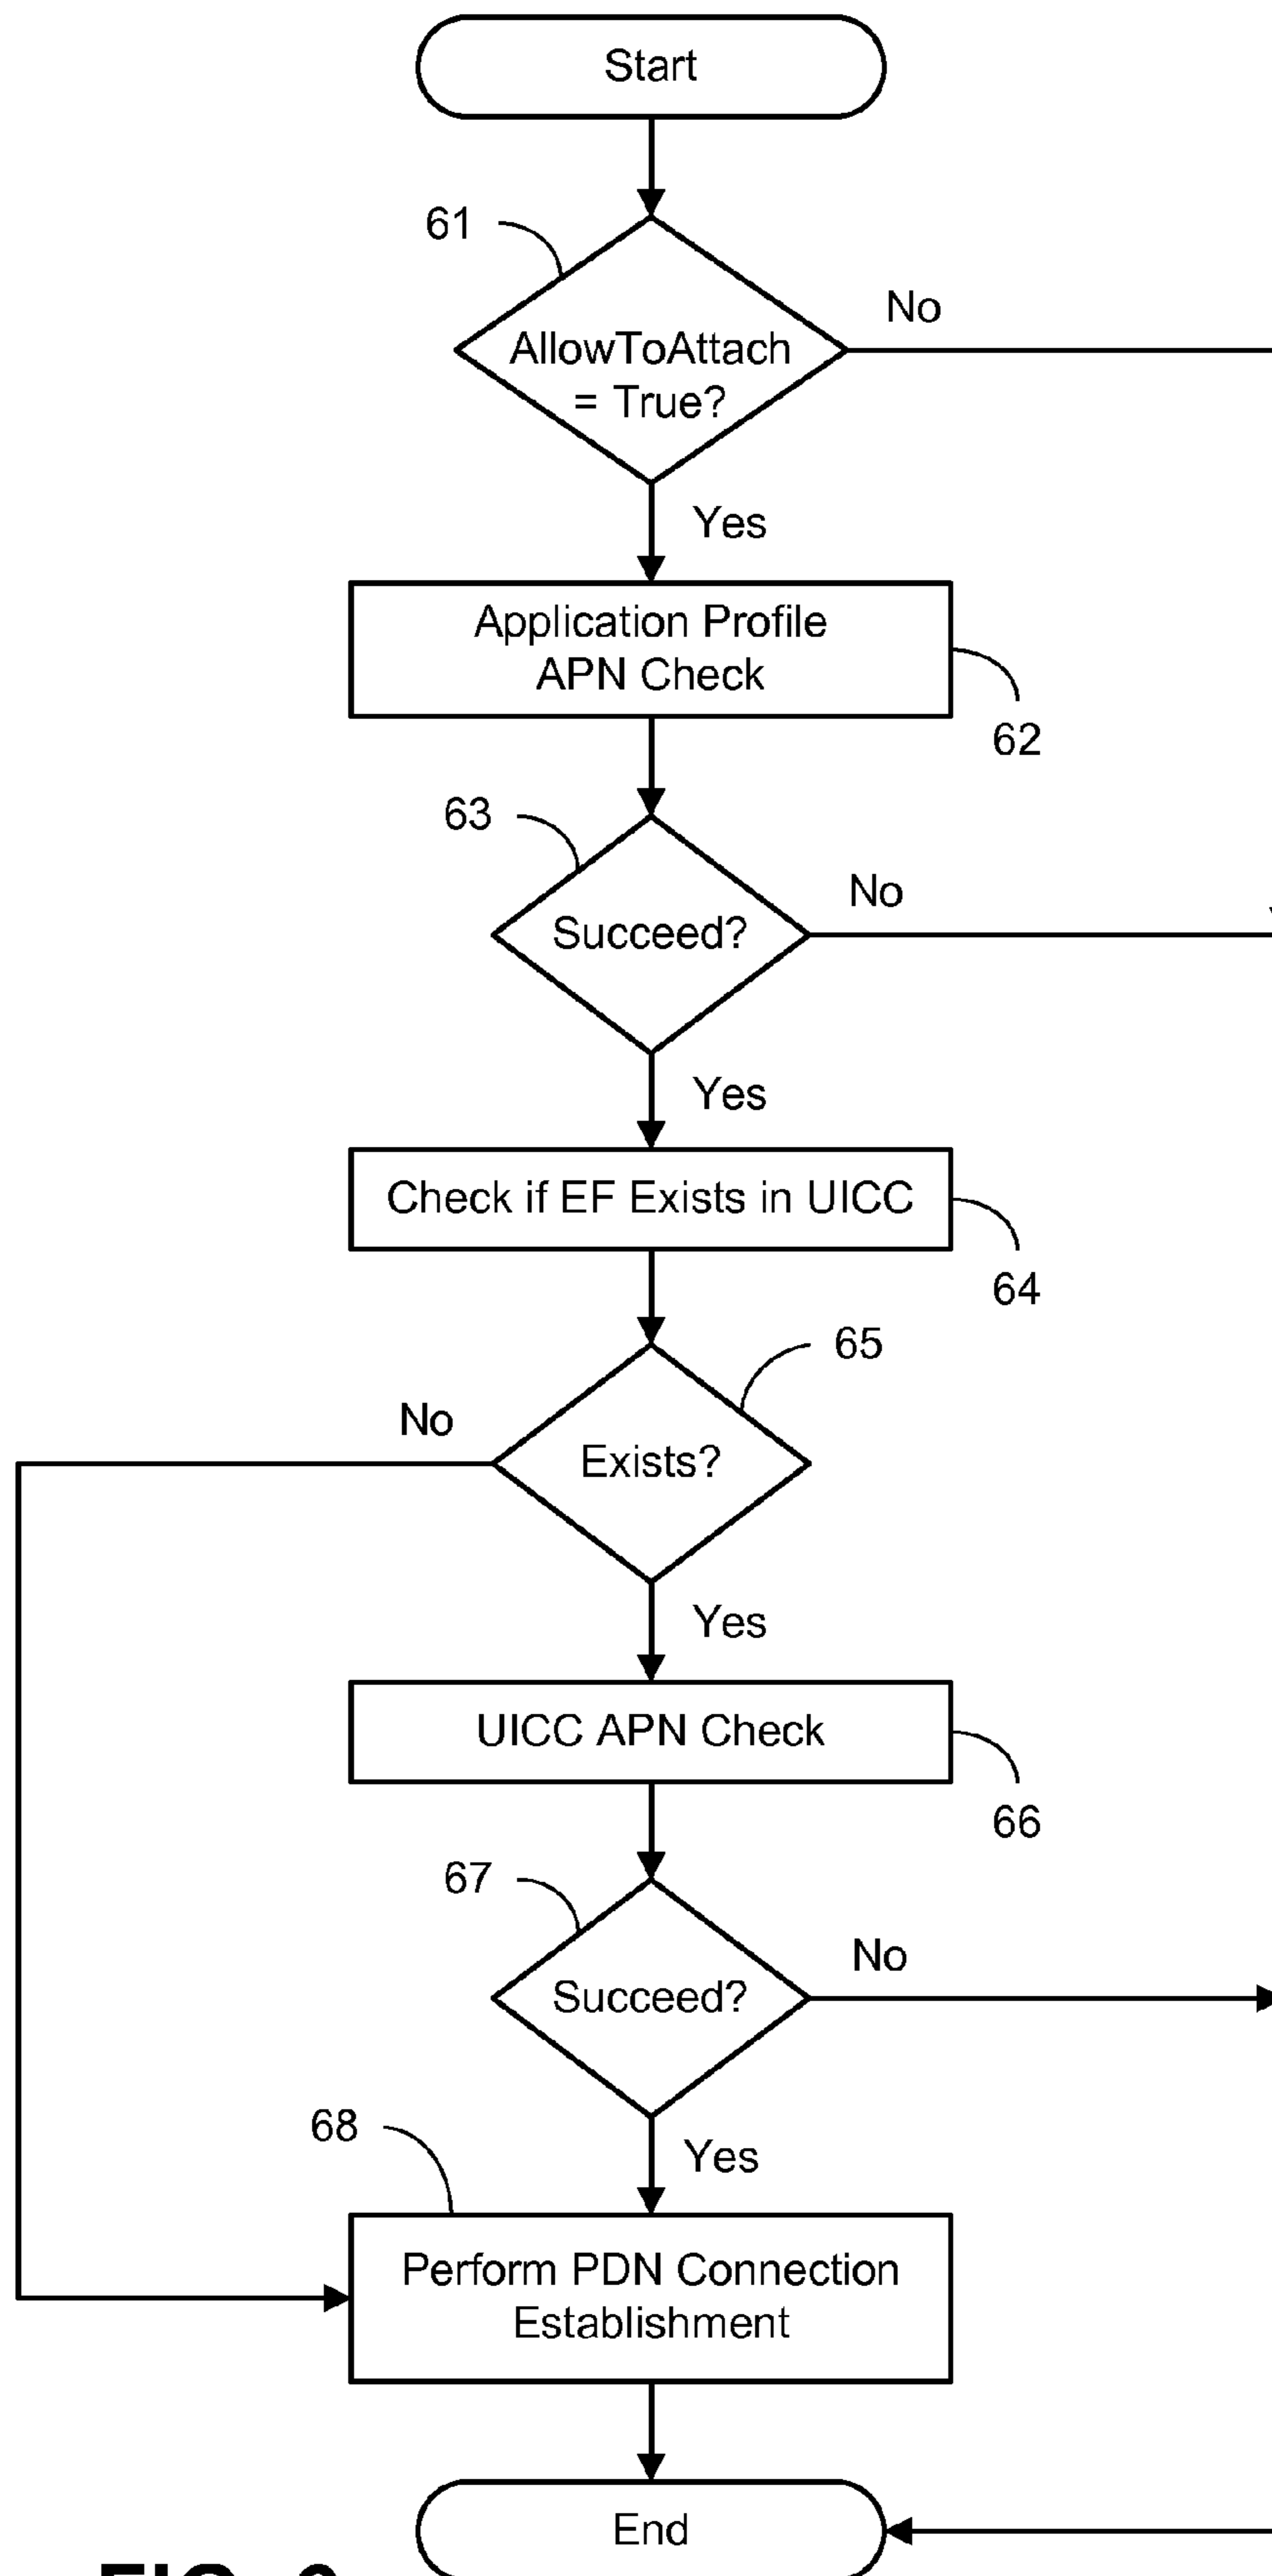 Start
61
No
AllowToAttach
= True?
Yes
Application Profile
APN Check
62
63
No
Succeed?
Yes
Check if EF Exists in UICC
64
65
No
Exists?
Yes
UICC APN Check
66
67
No
Succeed?
68
Yes
Perform PDN Connection
Establishment
End
FIG.